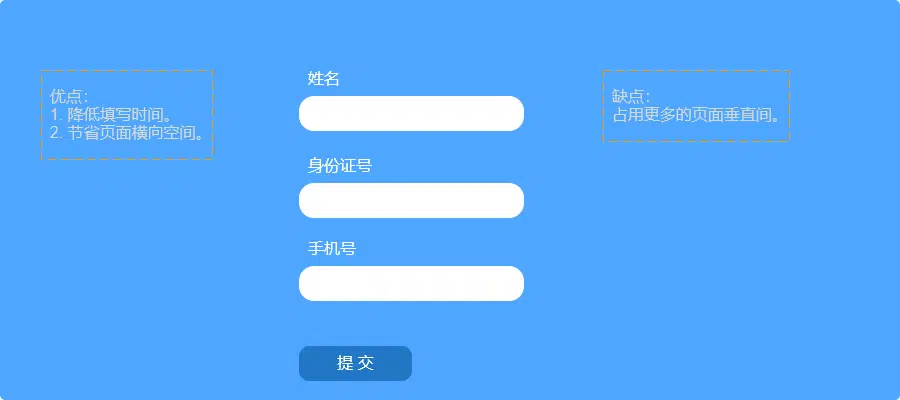 优点：
1. 降低填写时间。
2. 节省页面横向空间。
姓名
身份证号
手机号
提 交
缺点：
占用更多的页面垂直间。